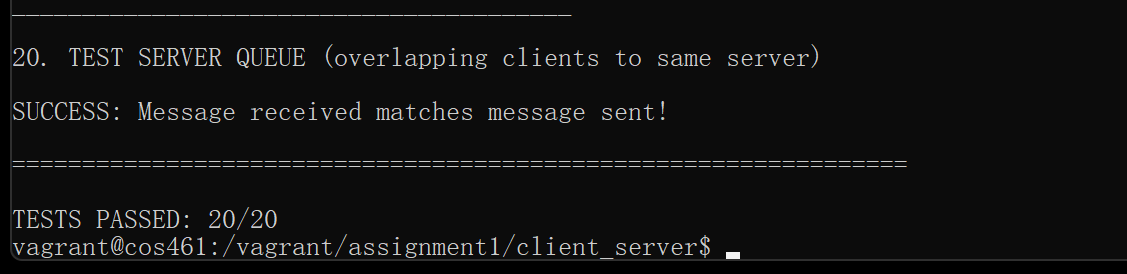 ________________________________________
20. TEST SERVER QUEUE (overlapping clients to same server)
SUCCESS: Message received matches message sent!
================================================================
TESTS PASSED: 20/20
vagrant@cos461:/vagrant/assignment1/client_server$